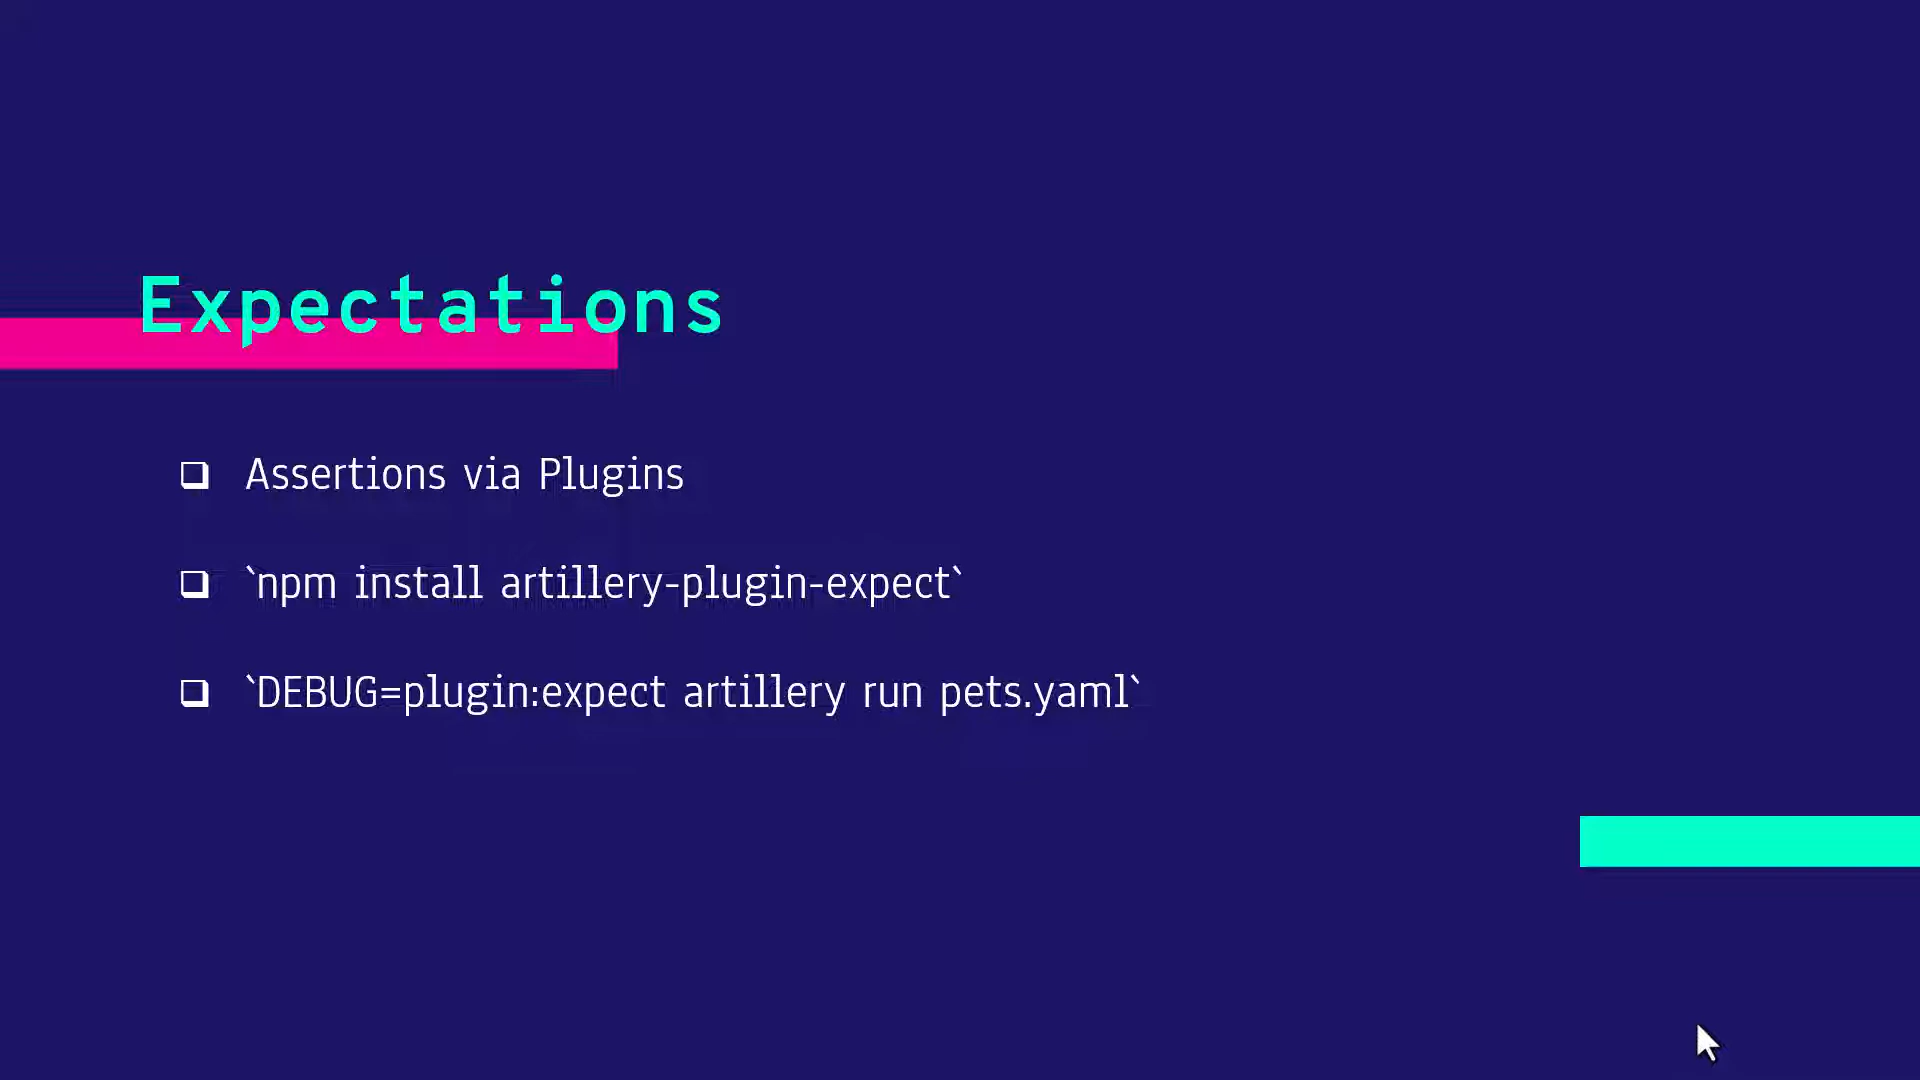 Expectations
❑ Assertions via Plugins
❑ `npm install artillery-plugin-expect`
❑ `DEBUG=plugin:expect artillery run pets.yaml`